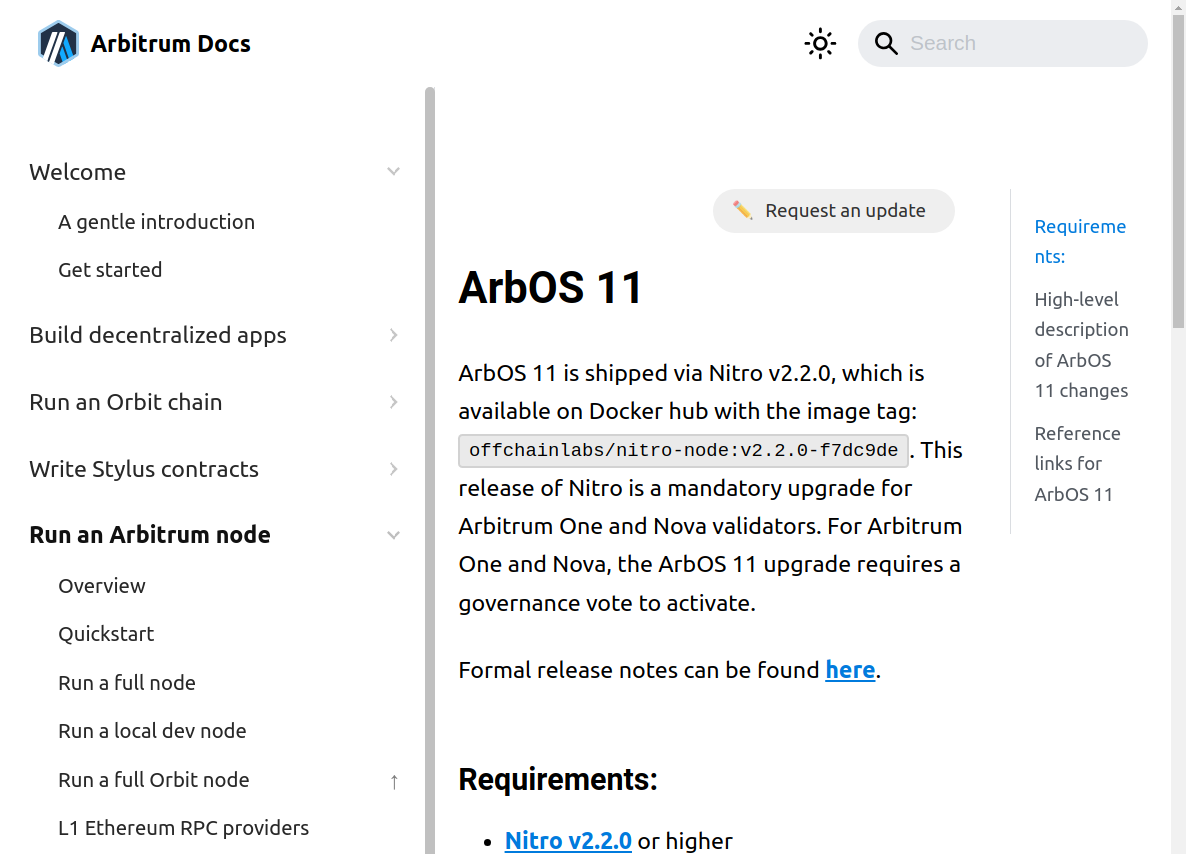 Arbitrum Docs
Search
Welcome
A gentle introduction
Get started
Build decentralized apps
Run an Orbit chain
Write Stylus contracts
Run an Arbitrum node
Overview
Quickstart
Run a full node
Run a local dev node
Run a full Orbit node ↑
L1 Ethereum RPC providers
✏️ Request an update
ArbOS 11
ArbOS 11 is shipped via Nitro v2.2.0, which is
available on Docker hub with the image tag:
offchainlabs/nitro-node:v2.2.0-f7dc9de. This
release of Nitro is a mandatory upgrade for
Arbitrum One and Nova validators. For Arbitrum
One and Nova, the ArbOS 11 upgrade requires a
governance vote to activate.
Formal release notes can be found here.
Requirements:
• Nitro v2.2.0 or higher
Requireme
nts:
High-level
description
of ArbOS
11 changes
Reference
links for
ArbOS 11